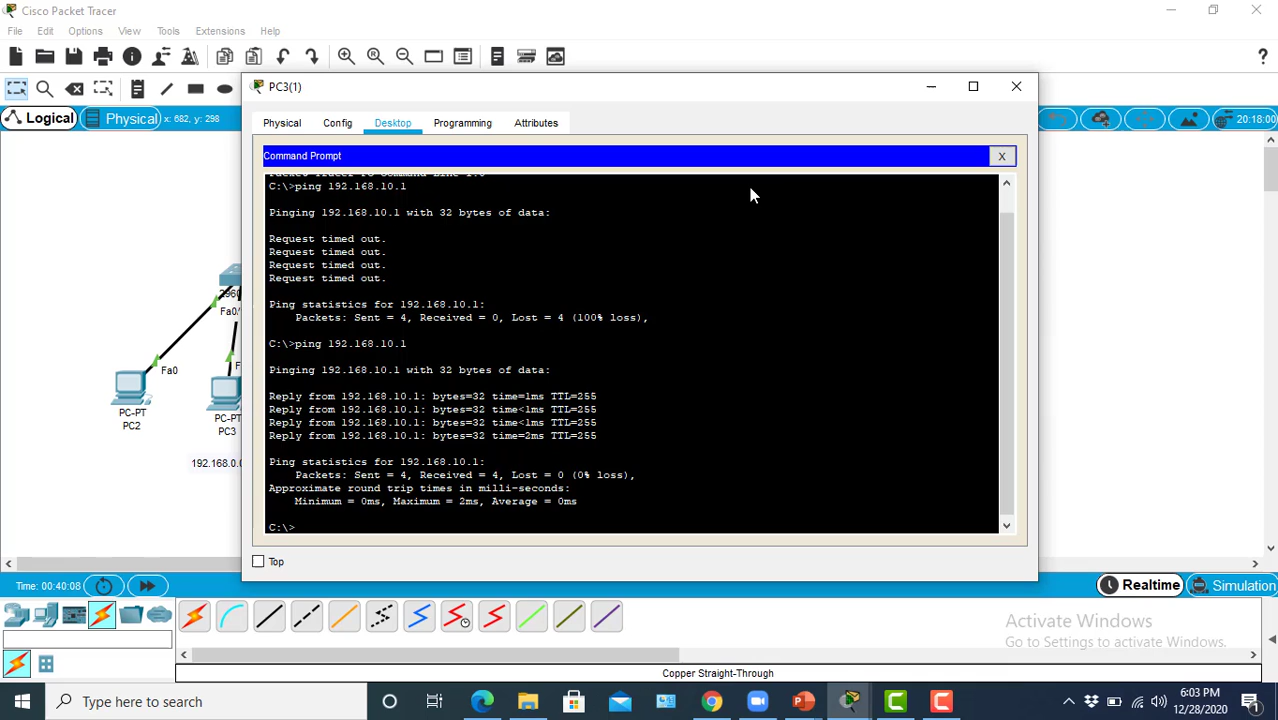 Cisco Packet Tracer
File Edit Options View Tools Extensions Help
?
PC3(1)
Logical Physical x: 682, y: 298 20:18:00
Physical Config Desktop Programming Attributes
Command Prompt X
C:\>ping 192.168.10.1
Pinging 192.168.10.1 with 32 bytes of data:
Request timed out.
Request timed out.
Request timed out.
Request timed out.
Ping statistics for 192.168.10.1:
Packets: Sent = 4, Received = 0, Lost = 4 (100% loss),
C:\>ping 192.168.10.1
Pinging 192.168.10.1 with 32 bytes of data:
Reply from 192.168.10.1: bytes=32 time=1ms TTL=255
Reply from 192.168.10.1: bytes=32 time<1ms TTL=255
Reply from 192.168.10.1: bytes=32 time<1ms TTL=255
Reply from 192.168.10.1: bytes=32 time=2ms TTL=255
Ping statistics for 192.168.10.1:
Packets: Sent = 4, Received = 4, Lost = 0 (0% loss),
Approximate round trip times in milli-seconds:
Minimum = 0ms, Maximum = 2ms, Average = 0ms
C:\>
Top
Fa0
PC-PT
PC2
PC-PT
PC3
192.168.0.
Time: 00:40:08 Realtime Simulation
Activate Windows
Go to Settings to activate Windows.
Copper Straight-Through
Type here to search
6:03 PM
12/28/2020
1